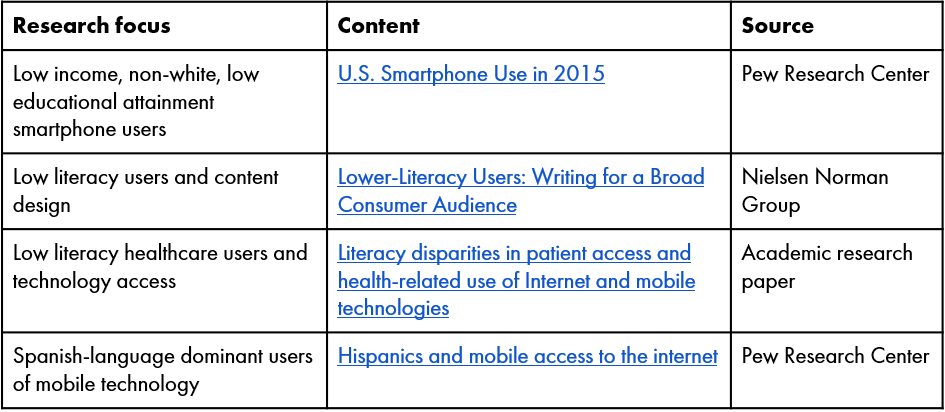 Research focus
Content
Source
Low income, non-white, low
educational attainment
smartphone users
U.S. Smartphone Use in 2015
Pew Research Center
Low literacy users and content
design
Lower-Literacy Users: Writing for a Broad
Consumer Audience
Nielsen Norman
Group
Low literacy healthcare users and
technology access
Literacy disparities in patient access and
health-related use of Internet and mobile
technologies
Academic research
paper
Spanish-language dominant users
of mobile technology
Hispanics and mobile access to the internet
Pew Research Center